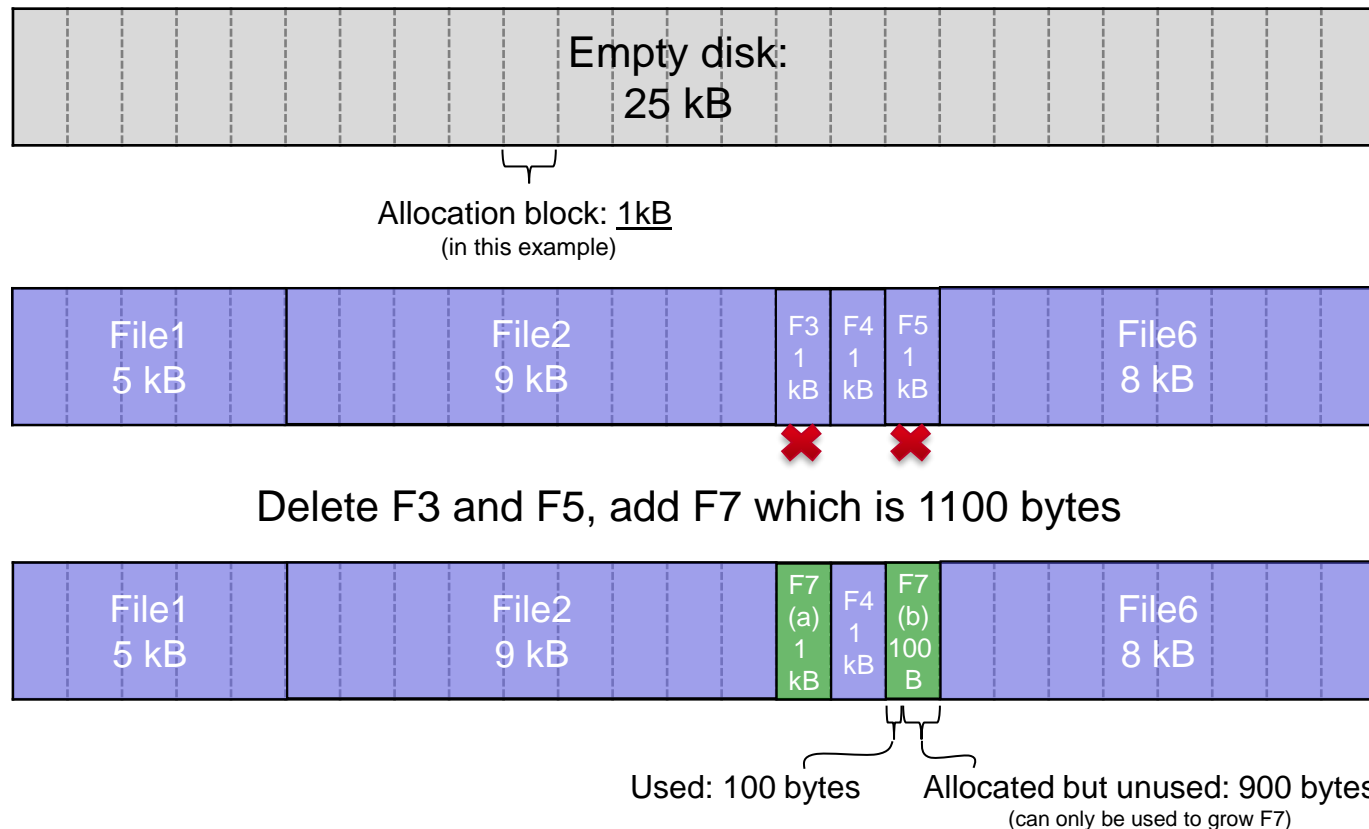 Empty disk:
25 kB
Allocation block: 1kB
(in this example)
File1
5 kB
File2
9 kB
F3
1
kB
F4
1
kB
F5
1
kB
File6
8 kB
Delete F3 and F5, add F7 which is 1100 bytes
File1
5 kB
File2
9 kB
F7
(a)
1
kB
F4
1
kB
F7
(b)
100
B
File6
8 kB
Used: 100 bytes
Allocated but unused: 900 bytes
(can only be used to grow F7)